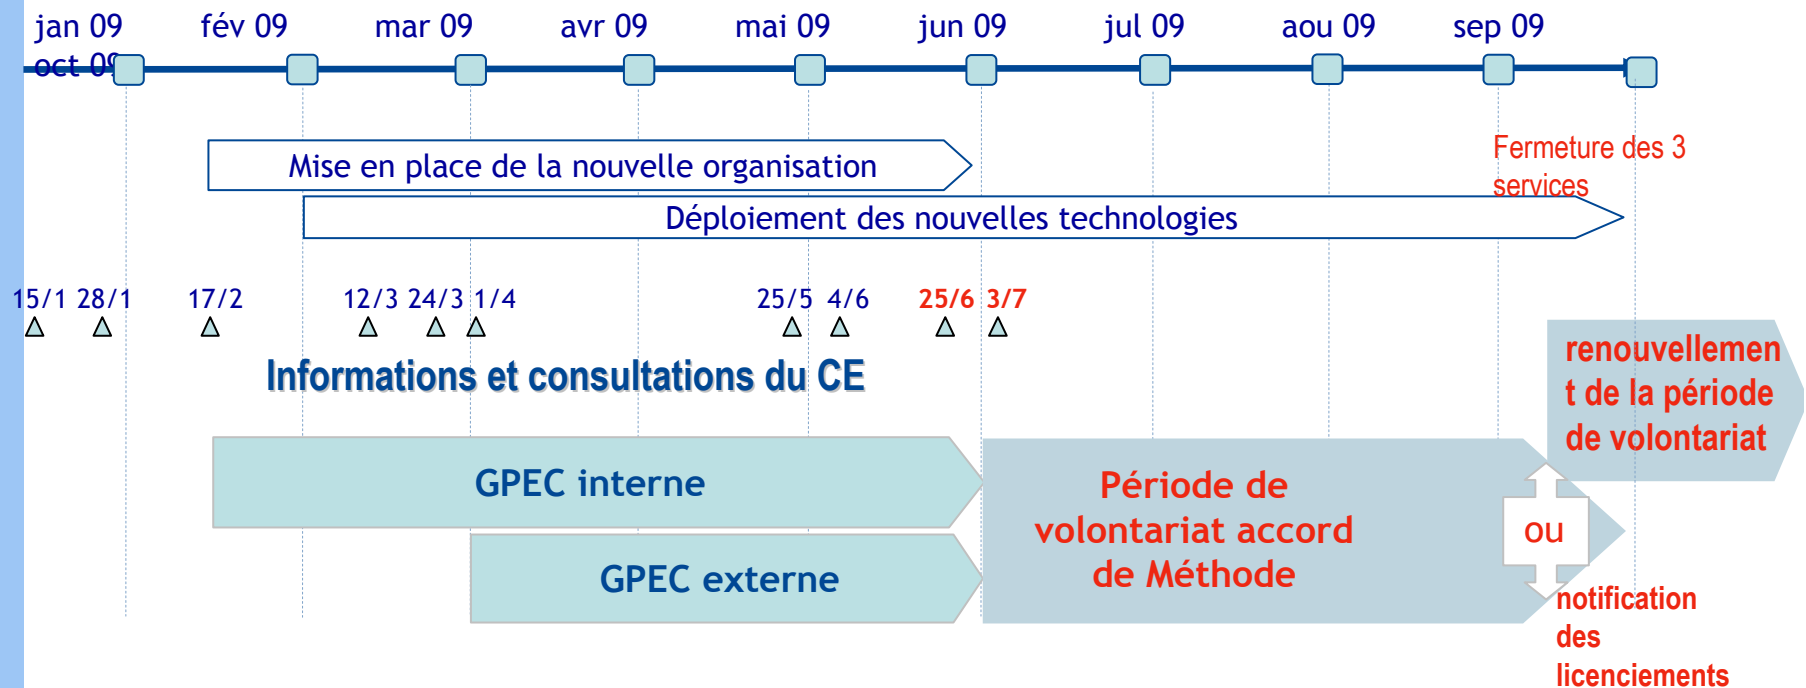 jan 09 fév 09 mar 09 avr 09 mai 09 jun 09 jul 09 aou 09 sep 09
oct 09
Mise en place de la nouvelle organisation
Fermeture des 3
services
Déploiement des nouvelles technologies
15/1 28/1 17/2 12/3 24/3 1/4 25/5 4/6 25/6 3/7
Informations et consultations du CE
renouvellemen
t de la période
de volontariat
GPEC interne
Période de
volontariat accord
de Méthode
ou
GPEC externe
notification
des
licenciements